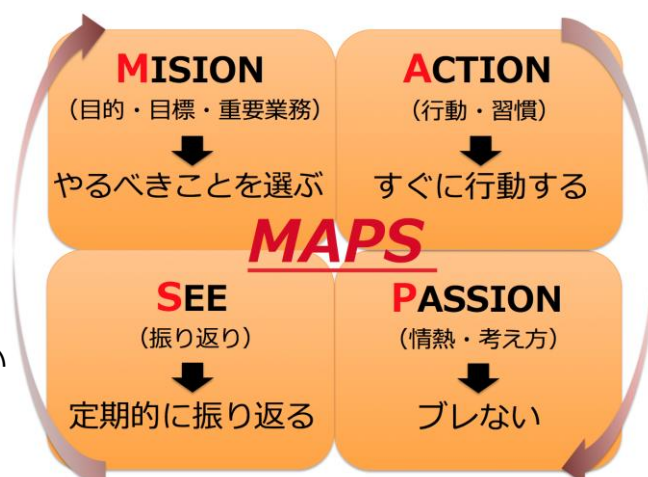 MISION
(目的・目標・重要業務)
やるべきことを選ぶ
ACTION
(行動・習慣)
すぐに行動する
MAPS
SEE
(振り返り)
定期的に振り返る
PASSION
(情熱・考え方)
ブレない